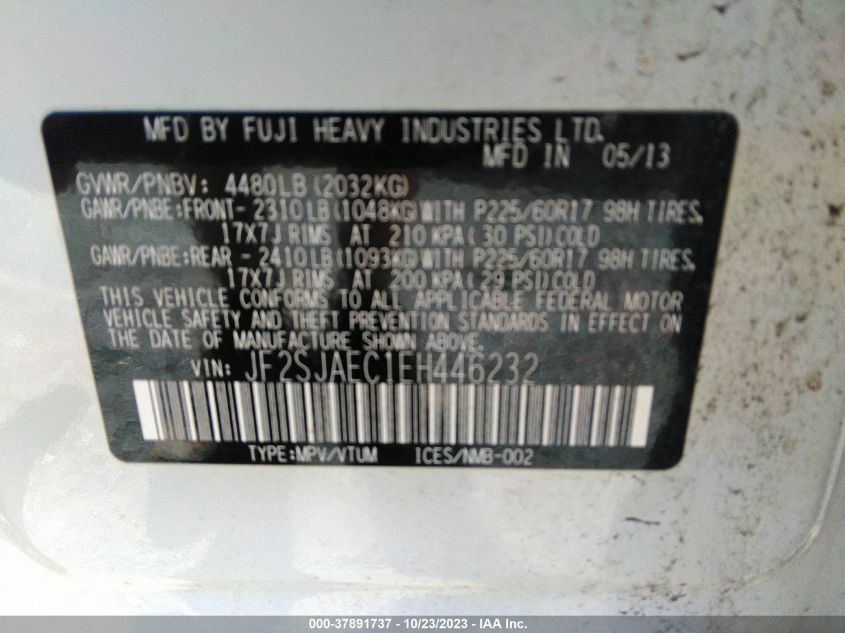 MFD BY FUJI HEAVY INDUSTRIES LTD.
MFD IN 05/13
GVWR/PNBV: 4480LB(2032KG)
GAWR/PNBE:FRONT-2310LB(1048KG)WITH P225/60R17 98H TIRES,
17X7J RIMS AT 210 KPA(30 PSI)COLD
GAWR/PNBE:REAR -2410LB(1093KG)WITH P225/60R17 98H TIRES,
17X7J RIMS AT 200 KPA(29 PSI)COLD
THIS VEHICLE CONFORMS TO ALL APPLICABLE FEDERAL MOTOR
VEHICLE SAFETY AND THEFT PREVENTION STANDARDS IN EFFECT ON
THE DATE OF MANUFACTURE SHOWN ABOVE.
VIN: JF2SJAEC1EH446232
TYPE:MPV/VTUM ICES/NMB-002
000-37891737 - 10/23/2023 - IAA Inc.